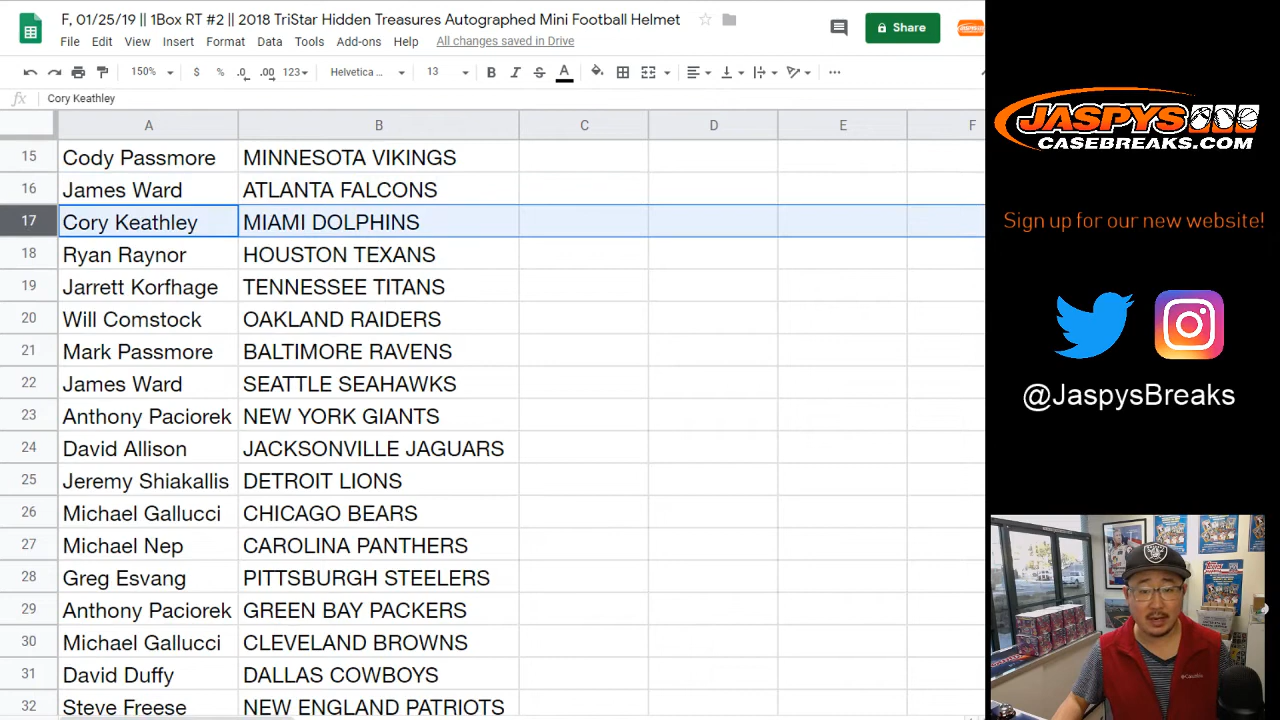 F, 01/25/19 || 1Box RT #2 || 2018 TriStar Hidden Treasures Autographed Mini Football Helmet
File Edit View Insert Format Data Tools Add-ons Help All changes saved in Drive
Share
150% $ % .0 .00 123 Helvetica ... 13 B I S A ...
fx Cory Keathley
A B C D E F
15 Cody Passmore MINNESOTA VIKINGS
16 James Ward ATLANTA FALCONS
17 Cory Keathley MIAMI DOLPHINS
18 Ryan Raynor HOUSTON TEXANS
19 Jarrett Korfhage TENNESSEE TITANS
20 Will Comstock OAKLAND RAIDERS
21 Mark Passmore BALTIMORE RAVENS
22 James Ward SEATTLE SEAHAWKS
23 Anthony Paciorek NEW YORK GIANTS
24 David Allison JACKSONVILLE JAGUARS
25 Jeremy Shiakallis DETROIT LIONS
26 Michael Gallucci CHICAGO BEARS
27 Michael Nep CAROLINA PANTHERS
28 Greg Esvang PITTSBURGH STEELERS
29 Anthony Paciorek GREEN BAY PACKERS
30 Michael Gallucci CLEVELAND BROWNS
31 David Duffy DALLAS COWBOYS
32 Steve Freese NEW ENGLAND PATRIOTS
JASPYS
CASEBREAKS.COM
Sign up for our new website!
@JaspysBreaks